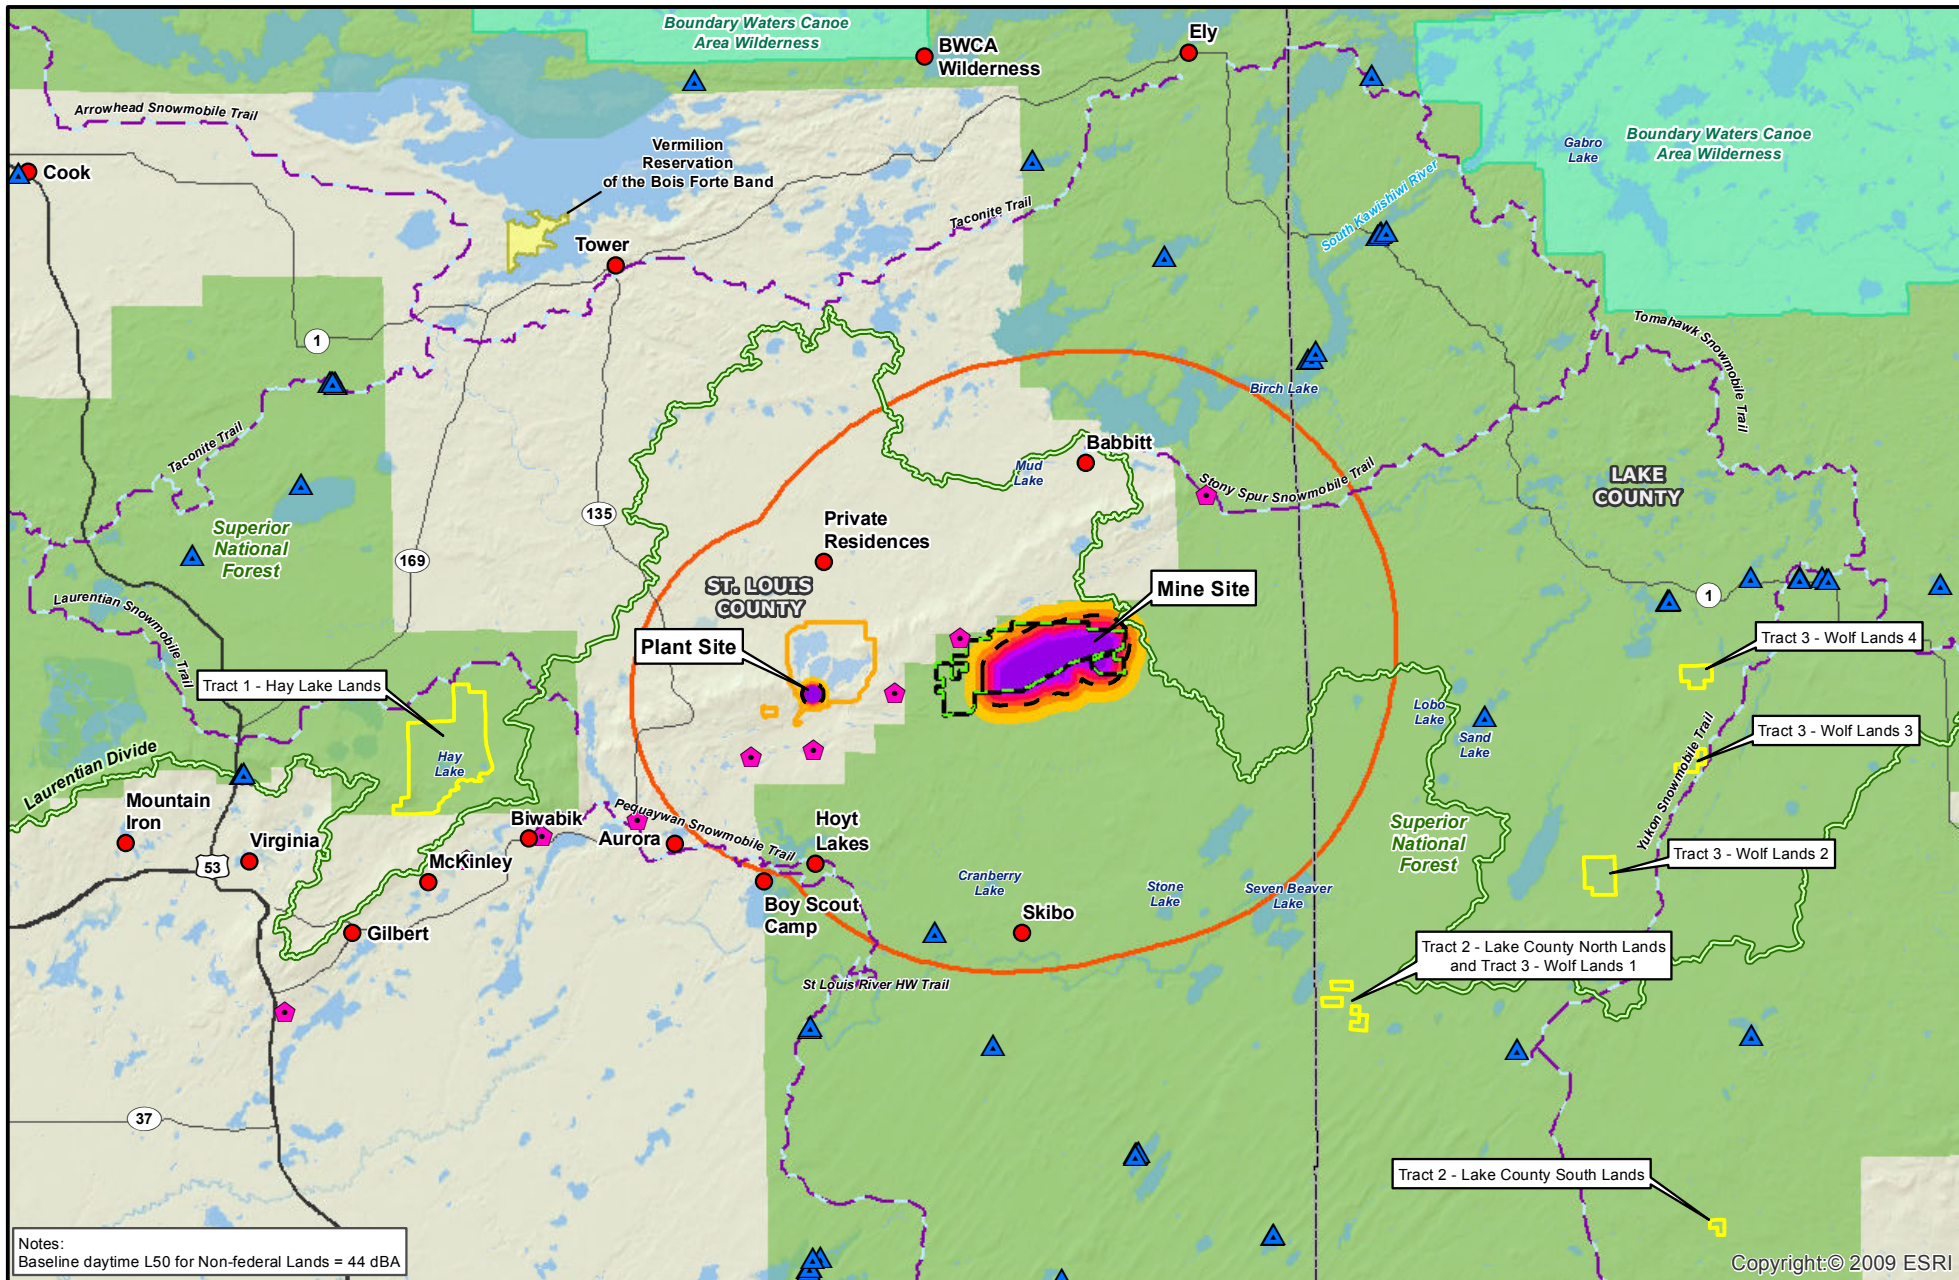 Boundary Waters Canoe
Area Wilderness
BWCA
Wilderness
Ely
Arrowhead Snowmobile Trail
Cook
Vermilion
Reservation
of the Bois Forte Band
Tower
Taconite Trail
South Kawishiwi River
Gabro
Lake
Boundary Waters Canoe
Area Wilderness
1
Tomahawk Snowmobile Trail
Birch Lake
Taconite Trail
Babbitt
Mud
Lake
Stony Spur Snowmobile Trail
LAKE
COUNTY
Superior
National
Forest
135
169
Private
Residences
ST. LOUIS
COUNTY
Mine Site
Laurentian Snowmobile Trail
1
Plant Site
Tract 3 - Wolf Lands 4
Tract 1 - Hay Lake Lands
Lobo
Lake
Sand
Lake
Tract 3 - Wolf Lands 3
Yukon Snowmobile Trail
Hay
Lake
Laurentian Divide
Mountain
Iron
Virginia
53
Biwabik
McKinley
Gilbert
Aurora
Pequaywan Snowmobile Trail
Hoyt
Lakes
Boy Scout
Camp
Cranberry
Lake
Skibo
Stone
Lake
Seven Beaver
Lake
Superior
National
Forest
Tract 3 - Wolf Lands 2
Tract 2 - Lake County North Lands
and Tract 3 - Wolf Lands 1
St Louis River HW Trail
37
Tract 2 - Lake County South Lands
Notes:
Baseline daytime L50 for Non-federal Lands = 44 dBA
Copyright:© 2009 ESRI